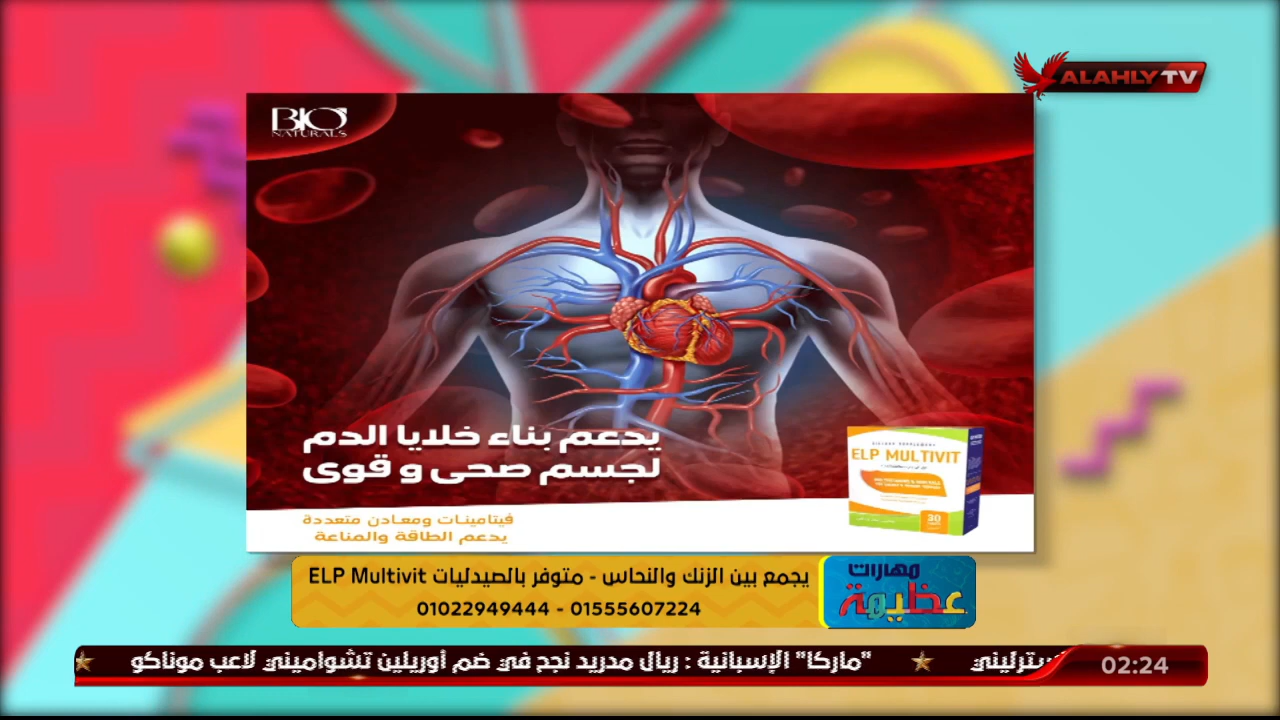 ALAHLY TV
BIO
NATURALS
يدعم بناء خلايا الدم
لجسم صحى و قوى
DIETARY SUPPLEMENT
ELP MULTIVIT
30
فيتامينات ومعادن متعددة
يدعم الطاقة والمناعة
يجمع بين الزنك والنحاس - متوفر بالصيدليات ELP Multivit
01022949444 - 01555607224
مهارات
عظيمة
"ماركا" الإسبانية : ريال مدريد نجح في ضم أوريلين تشواميني لاعب موناكو
02:24